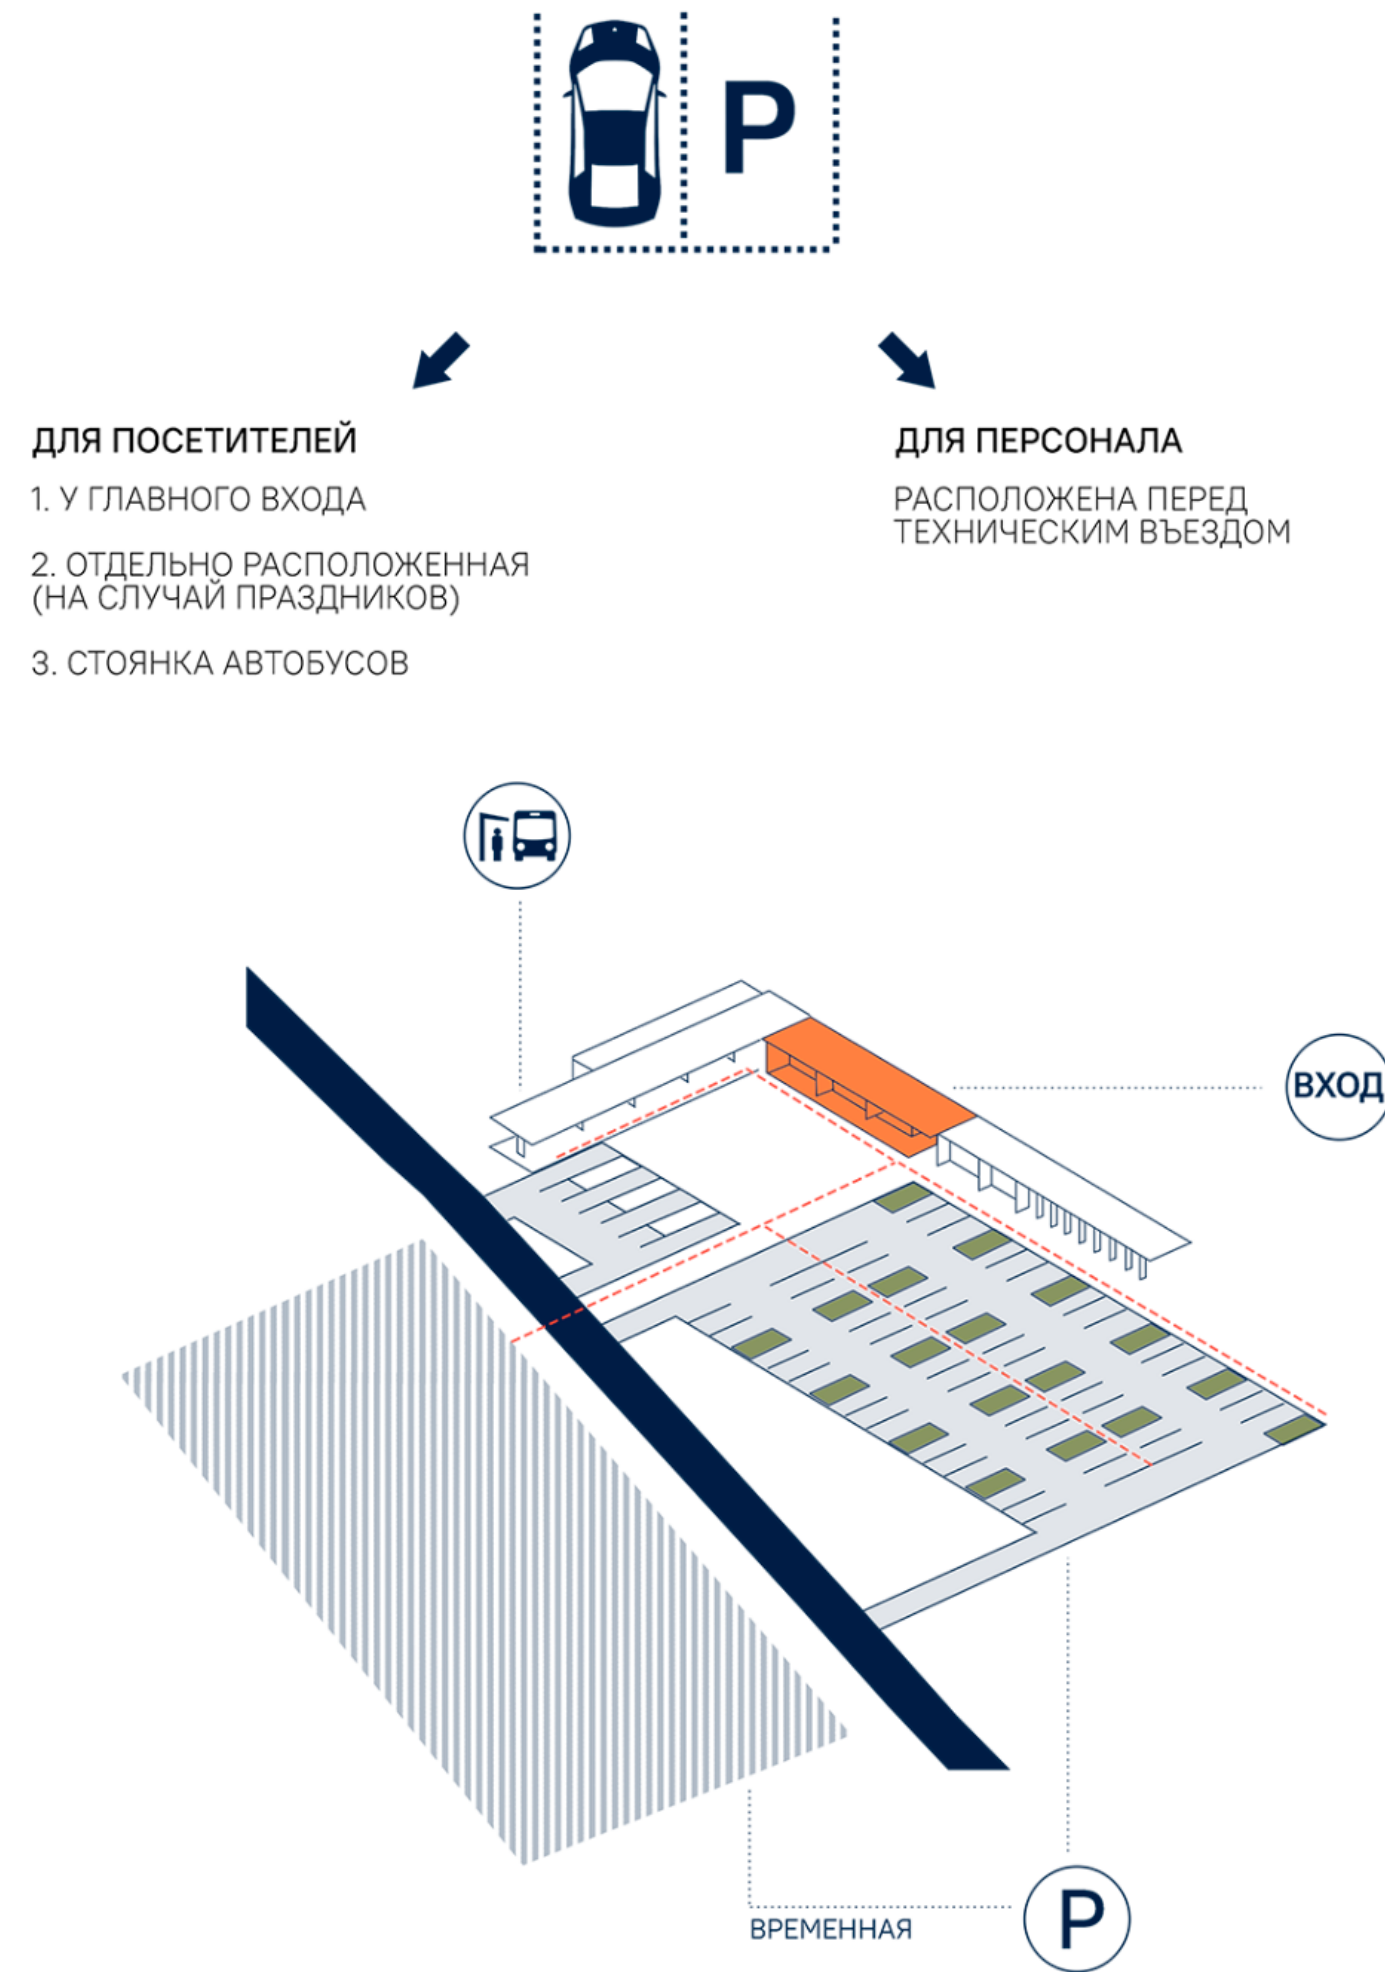 P
ДЛЯ ПОСЕТИТЕЛЕЙ
1. У ГЛАВНОГО ВХОДА
2. ОТДЕЛЬНО РАСПОЛОЖЕННАЯ
(НА СЛУЧАЙ ПРАЗДНИКОВ)
3. СТОЯНКА АВТОБУСОВ
ДЛЯ ПЕРСОНАЛА
РАСПОЛОЖЕНА ПЕРЕД
ТЕХНИЧЕСКИМ ВЪЕЗДОМ
ВХОД
ВРЕМЕННАЯ
P